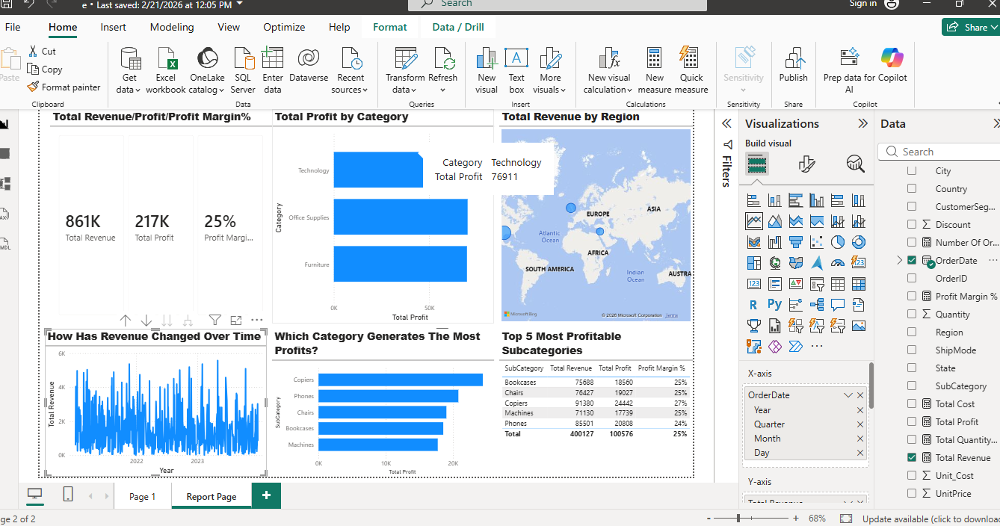 e • Last saved: 2/21/2026 at 12:05 PM
Search
Sign in
File Home Insert Modeling View Optimize Help Format Data / Drill
Share
Paste
Cut
Copy
Format painter
Clipboard
Get data
Excel workbook
OneLake catalog
SQL Server
Enter data
Dataverse
Recent sources
Data
Transform data
Refresh
Queries
New visual
Text box
More visuals
Insert
New visual calculation
New measure
Quick measure
Calculations
Sensitivity
Sensitivity
Publish
Share
Prep data for AI
Copilot
Copilot
Total Revenue/Profit/Profit Margin%
861K
Total Revenue
217K
Total Profit
25%
Profit Margi...
Total Profit by Category
Category
Technology
Office Supplies
Furniture
0K 50K
Total Profit
Category Technology
Total Profit 76911
Total Revenue by Region
EUROPE
ASIA
Atlantic Ocean
AFRICA
SOUTH AMERICA
Indian Ocean
AUSTRA
Microsoft Bing
© 2026 Microsoft Corporation Terms
How Has Revenue Changed Over Time
Total Revenue
6K
4K
2K
0K
2022 2023
Year
Which Category Generates The Most
Profits?
SubCategory
Copiers
Phones
Chairs
Bookcases
Machines
0K 10K 20K
Total Profit
Top 5 Most Profitable
Subcategories
SubCategory Total Revenue Total Profit Profit Margin %
Bookcases 75688 18560 25%
Chairs 76427 19027 25%
Copiers 91380 24442 27%
Machines 71130 17739 25%
Phones 85501 20808 24%
Total 400127 100576 25%
Filters
Visualizations
Build visual
123
R Py
X-axis
OrderDate
Year
Quarter
Month
Day
Y-axis
Total Revenue
Data
Search
City
Country
CustomerSeg...
Discount
Number Of Or...
OrderDate
OrderID
Profit Margin %
Quantity
Region
ShipMode
State
SubCategory
Total Cost
Total Profit
Total Quantity...
Total Revenue
Unit_Cost
UnitPrice
Page 1
Report Page
ge 2 of 2
- + 68%
Update available (click to download